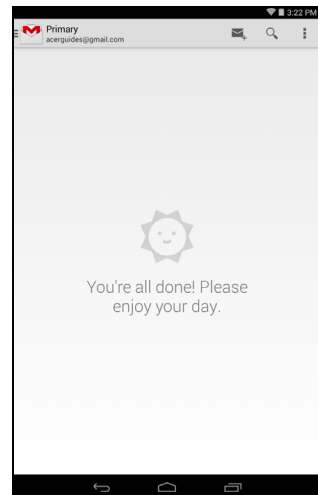 3:22 PM
Primary
acerguides@gmail.com
You're all done! Please
enjoy your day.